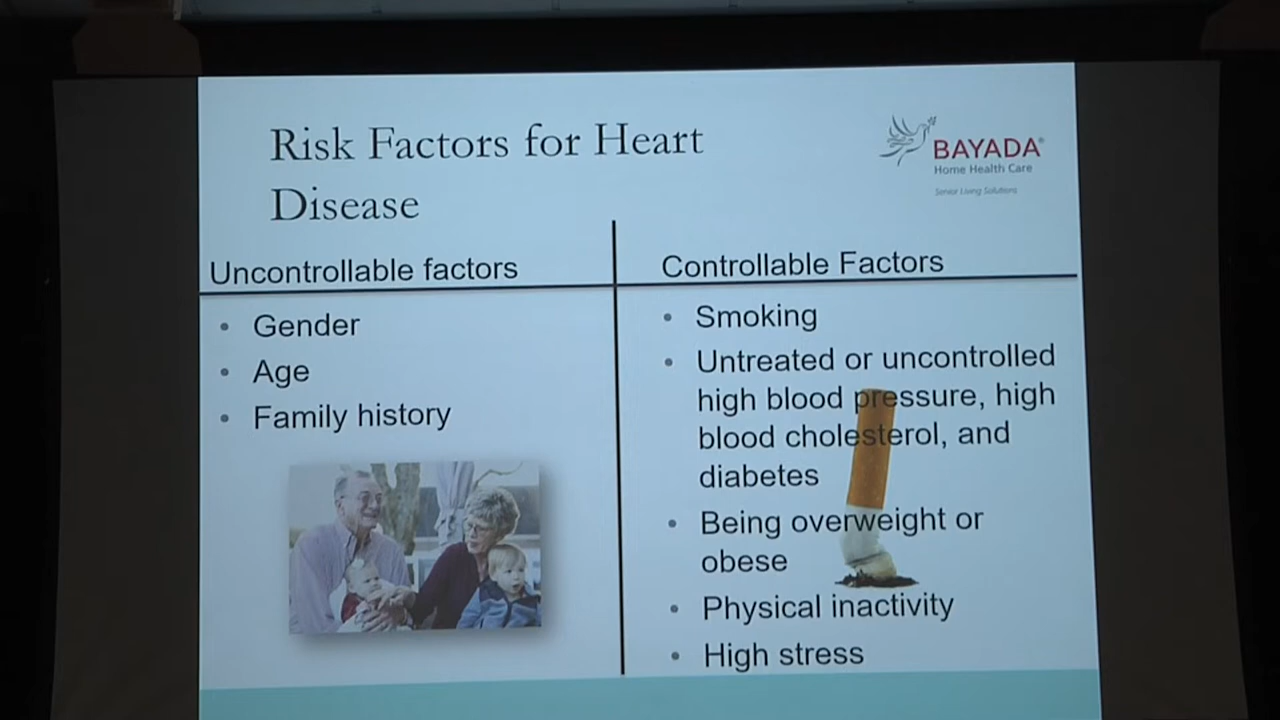 Risk Factors for Heart
Disease
BAYADA®
Home Health Care
Senior Living Solutions
Uncontrollable factors
• Gender
• Age
• Family history
Controllable Factors
• Smoking
• Untreated or uncontrolled
high blood pressure, high
blood cholesterol, and
diabetes
• Being overweight or
obese
• Physical inactivity
• High stress